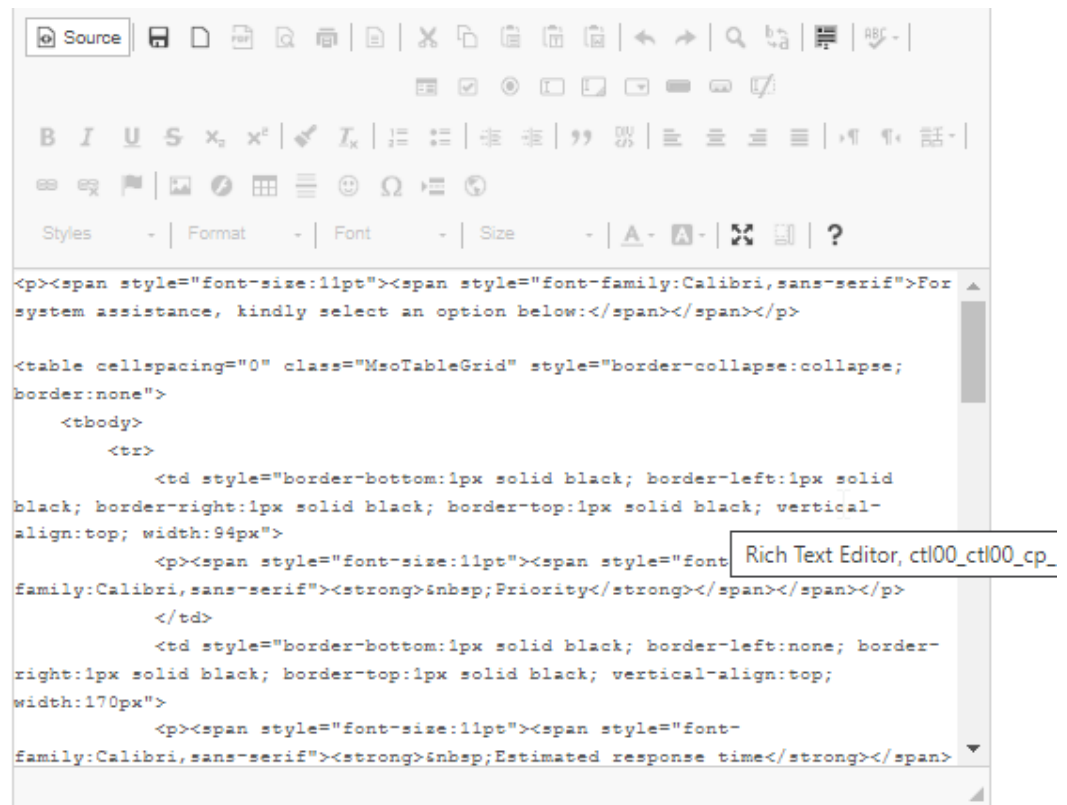 Source
PDF
ABC
B I U S x₂ x² Iₓ DIV 話
Ω
Styles Format Font Size A A ?
<p><span style="font-size:11pt"><span style="font-family:Calibri,sans-serif">For
system assistance, kindly select an option below:</span></span></p>
<table cellspacing="0" class="MsoTableGrid" style="border-collapse:collapse;
border:none">
<tbody>
<tr>
<td style="border-bottom:1px solid black; border-left:1px solid
black; border-right:1px solid black; border-top:1px solid black; vertical-
align:top; width:94px">
<p><span style="font-size:11pt"><span style="font
Rich Text Editor, ctl00_ctl00_cp_
family:Calibri,sans-serif"><strong>&nbsp;Priority</strong></span></span></p>
</td>
<td style="border-bottom:1px solid black; border-left:none; border-
right:1px solid black; border-top:1px solid black; vertical-align:top;
width:170px">
<p><span style="font-size:11pt"><span style="font-
family:Calibri,sans-serif"><strong>&nbsp;Estimated response time</strong></span>